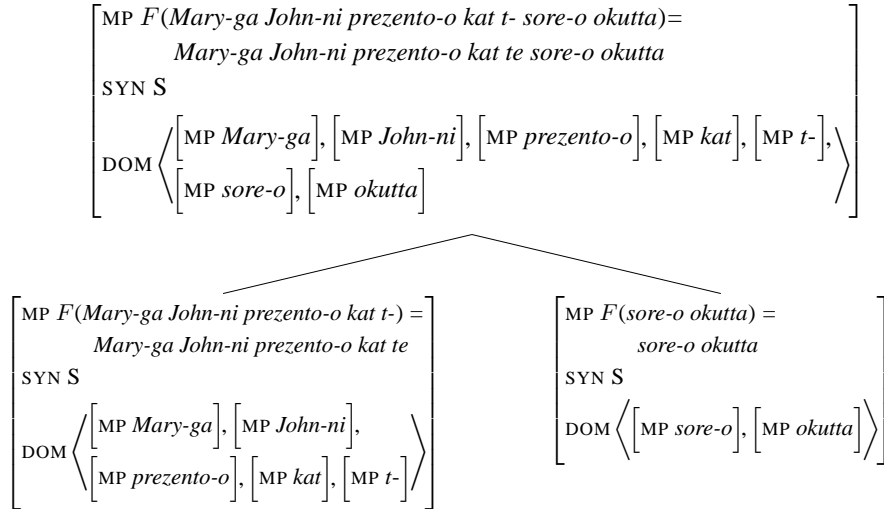 MP F(Mary-ga John-ni prezento-o kat t- sore-o okutta)=
Mary-ga John-ni prezento-o kat te sore-o okutta
SYN S
DOM ⟨[MP Mary-ga], [MP John-ni], [MP prezento-o], [MP kat], [MP t-],
[MP sore-o], [MP okutta]⟩
MP F(Mary-ga John-ni prezento-o kat t-) =
Mary-ga John-ni prezento-o kat te
SYN S
DOM ⟨[MP Mary-ga], [MP John-ni],
[MP prezento-o], [MP kat], [MP t-]⟩
MP F(sore-o okutta) =
sore-o okutta
SYN S
DOM ⟨[MP sore-o], [MP okutta]⟩